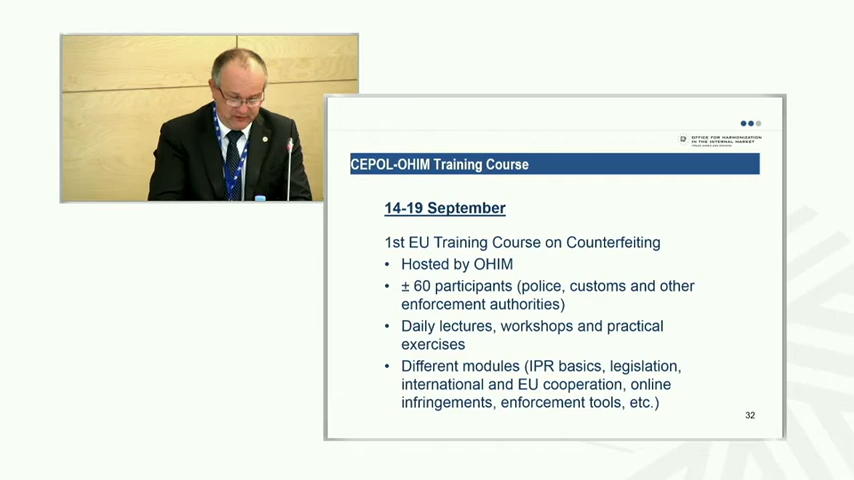 OFFICE FOR HARMONIZATION
IN THE INTERNAL MARKET
CEPOL-OHIM Training Course
14-19 September
1st EU Training Course on Counterfeiting
• Hosted by OHIM
• ± 60 participants (police, customs and other
enforcement authorities)
• Daily lectures, workshops and practical
exercises
• Different modules (IPR basics, legislation,
international and EU cooperation, online
infringements, enforcement tools, etc.)
32